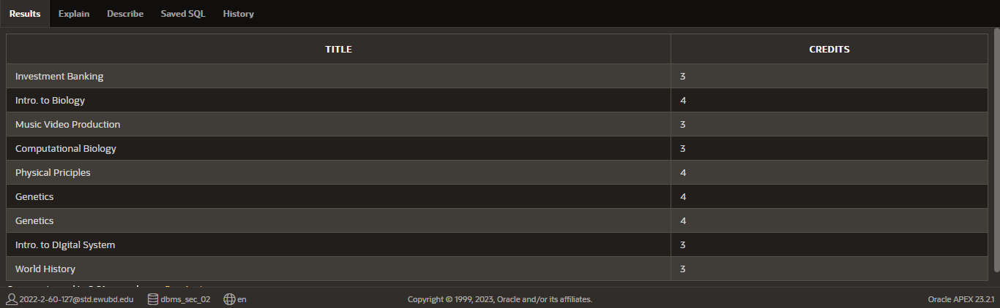 Results Explain Describe Saved SQL History
TITLE CREDITS
Investment Banking 3
Intro. to Biology 4
Music Video Production 3
Computational Biology 3
Physical Priciples 4
Genetics 4
Genetics 4
Intro. to DIgital System 3
World History 3
2022-2-60-127@std.ewubd.edu dbms_sec_02 en Copyright © 1999, 2023, Oracle and/or its affiliates. Oracle APEX 23.2.1